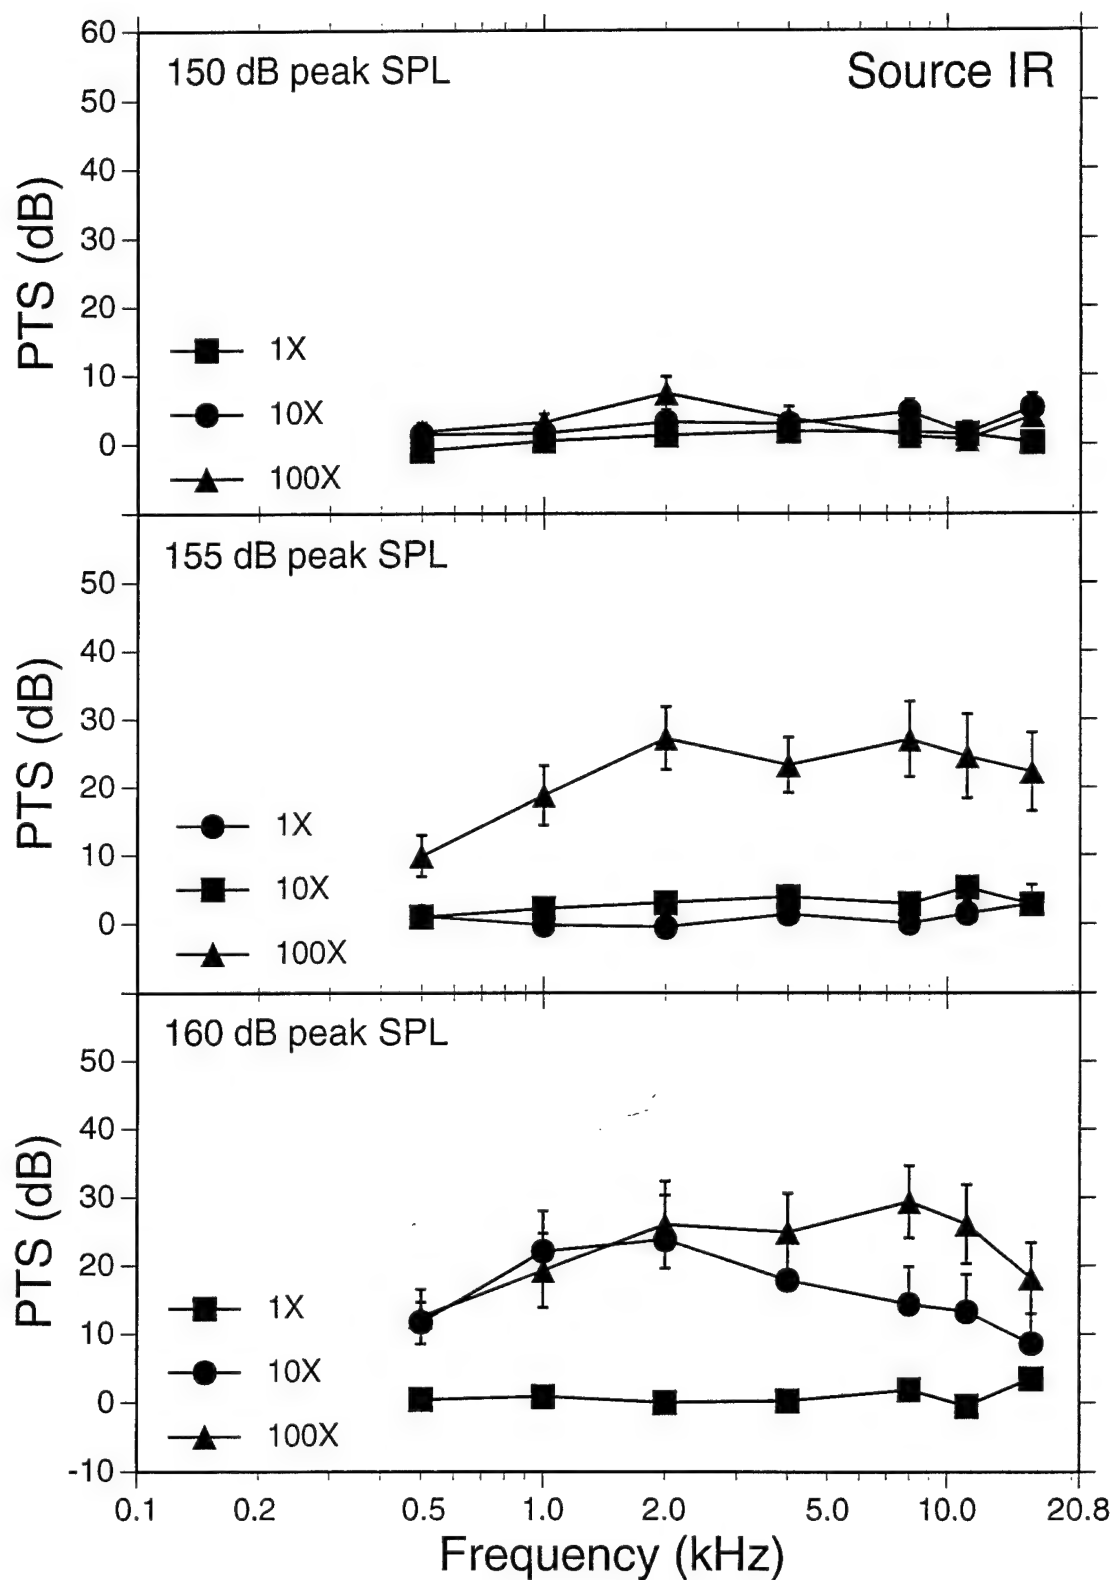 60
150 dB peak SPL
Source IR
50
40
30
20
10
0
PTS (dB)
1X
10X
100X
155 dB peak SPL
50
40
30
20
10
0
PTS (dB)
1X
10X
100X
160 dB peak SPL
50
40
30
20
10
0
-10
PTS (dB)
1X
10X
100X
0.1 0.2 0.5 1.0 2.0 5.0 10.0 20.8
Frequency (kHz)